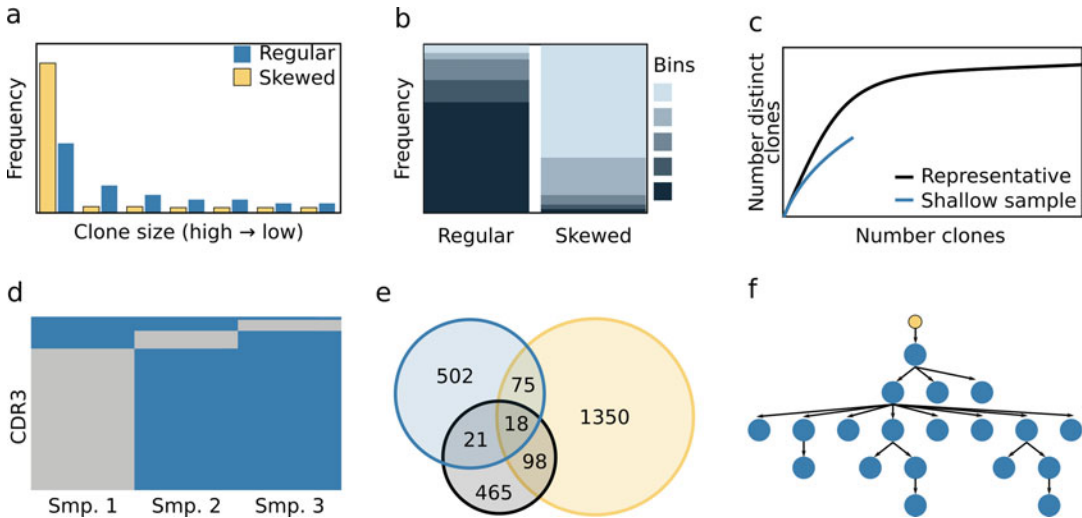 a
Frequency
Regular
Skewed
Clone size (high → low)
b
Frequency
Bins
Regular Skewed
c
Number distinct
clones
Representative
Shallow sample
Number clones
d
CDR3
Smp. 1 Smp. 2 Smp. 3
e
502
75
1350
18
21
98
465
f